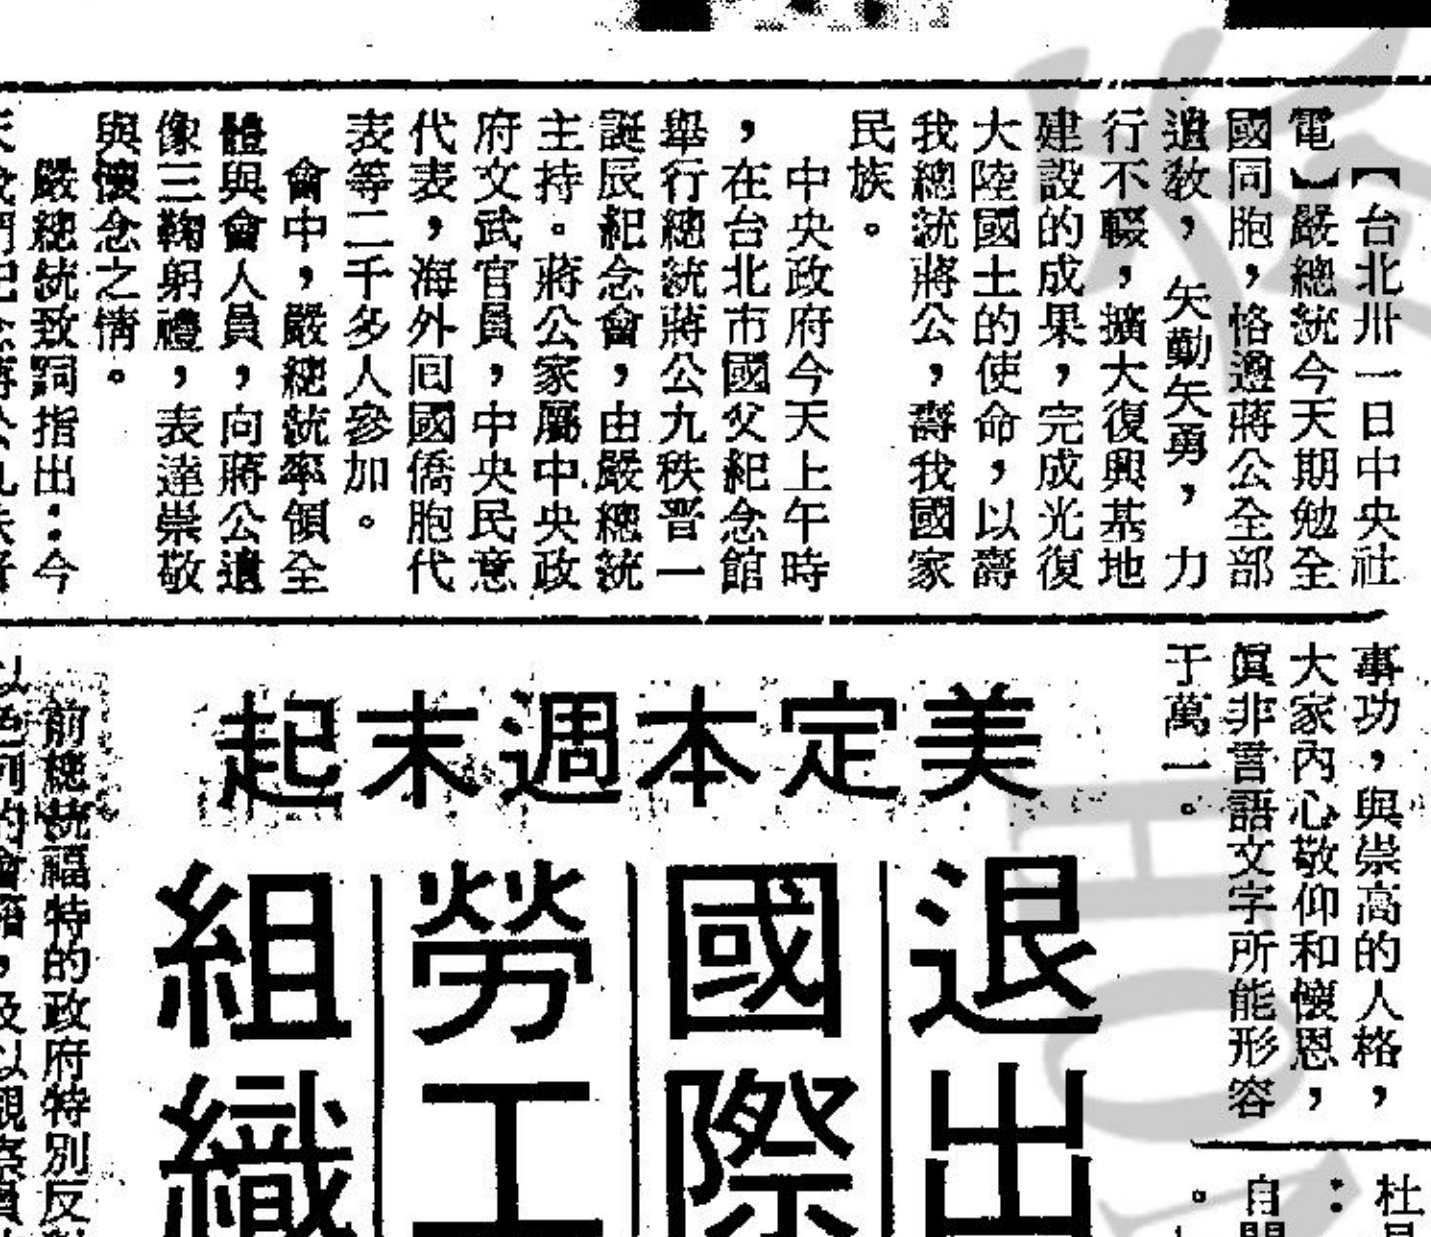 【台北卅一日中央社
電】嚴總統今天期勉全
國同胞，恪遵蔣公全部
遺敎，矢勤矢勇，力
行不輟，擴大復興基地
建設的成果，完成光復
大陸國土的使命，以壽
我總統蔣公，壽我國家
民族。
中央政府今天上午時
，在台北市國父紀念館
舉行總統蔣公九秩晋一
誕辰紀念會，由嚴總統
主持。蔣公家屬中央政
府文武官員，中央民意
代表，海外回國僑胞代
表等二千多人參加。
會中，嚴總統率領全
體與會人員，向蔣公遺
像三鞠躬禮，表達崇敬
與懷念之情。
嚴總統致詞指出：今
事功，與崇高的人格，
大家內心敬仰和懷恩，
眞非言語文字所能形容
于萬一。
美定本週末起
退出
國際
勞工
組織
前總統福特的政府特別反